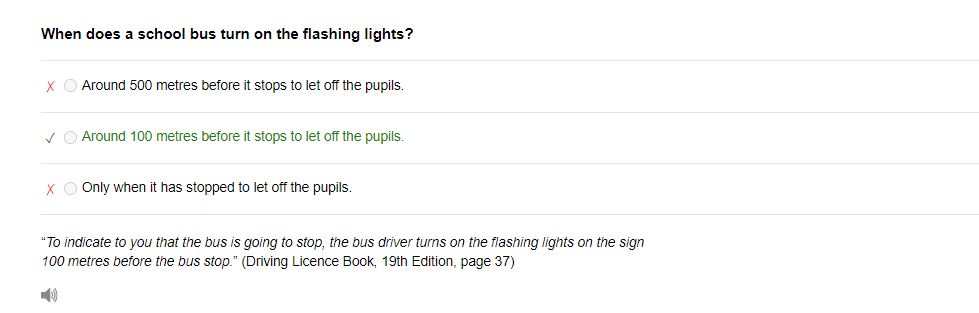 When does a school bus turn on the flashing lights?
Around 500 metres before it stops to let off the pupils.
Around 100 metres before it stops to let off the pupils.
Only when it has stopped to let off the pupils.
"To indicate to you that the bus is going to stop, the bus driver turns on the flashing lights on the sign
100 metres before the bus stop." (Driving Licence Book, 19th Edition, page 37)